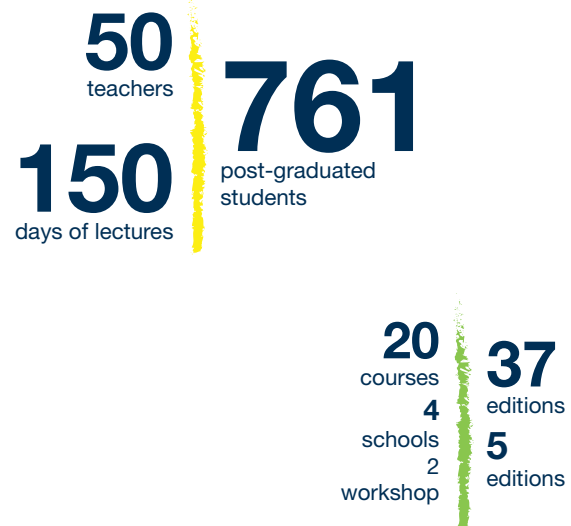 50
teachers
150
days of lectures
761
post-graduated
students
20
courses
4
schools
2
workshop
37
editions
5
editions